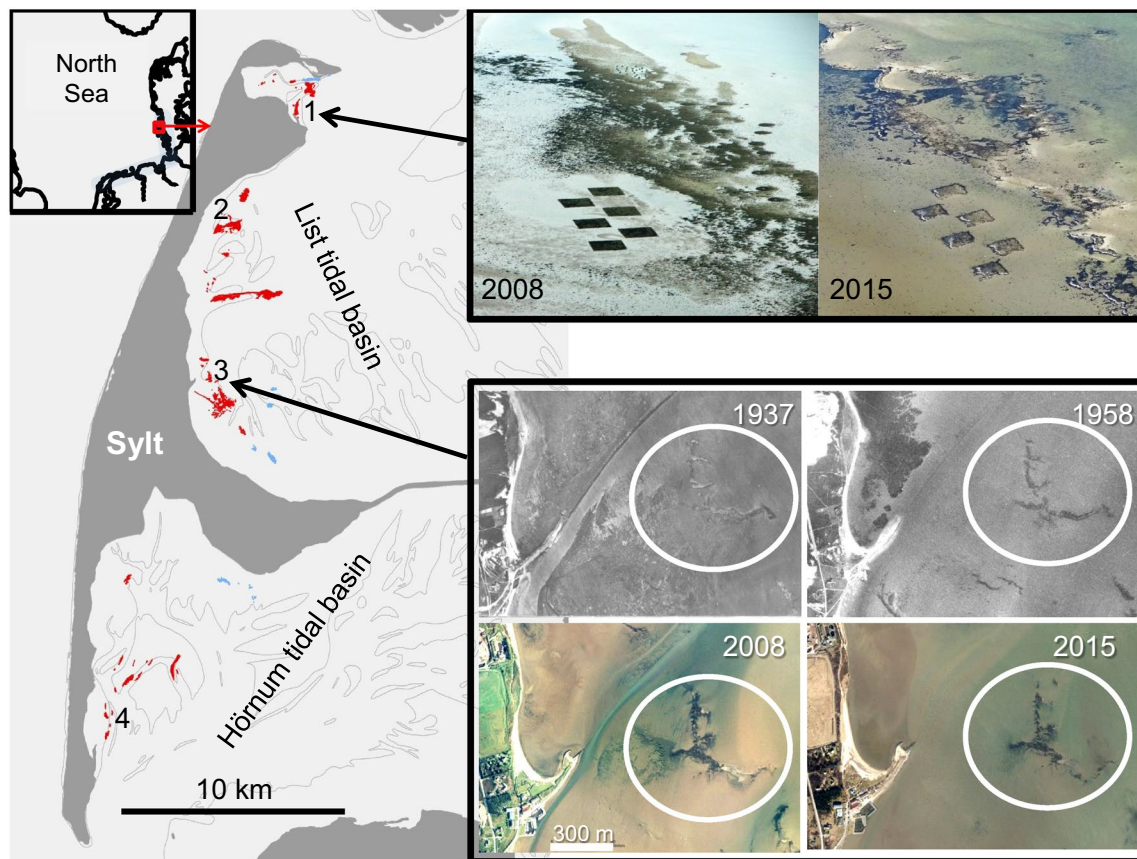 North
Sea
1
2
3
4
List tidal basin
Sylt
Hörnum tidal basin
10 km
2008
2015
1937
1958
2008
2015
300 m